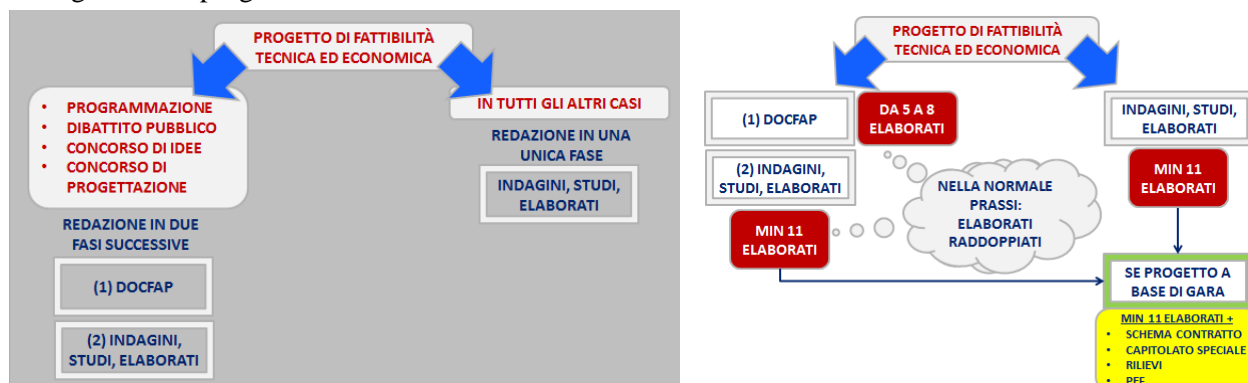 PROGETTO DI FATTIBILITÀ
TECNICA ED ECONOMICA
• PROGRAMMAZIONE
• DIBATTITO PUBBLICO
• CONCORSO DI IDEE
• CONCORSO DI
PROGETTAZIONE
REDAZIONE IN DUE
FASI SUCCESSIVE
(1) DOCFAP
(2) INDAGINI,
STUDI, ELABORATI
IN TUTTI GLI ALTRI CASI
REDAZIONE IN UNA
UNICA FASE
INDAGINI, STUDI,
ELABORATI
PROGETTO DI FATTIBILITÀ
TECNICA ED ECONOMICA
(1) DOCFAP
DA 5 A 8
ELABORATI
(2) INDAGINI,
STUDI, ELABORATI
MIN 11
ELABORATI
NELLA NORMALE
PRASSI:
ELABORATI
RADDOPPIATI
INDAGINI, STUDI,
ELABORATI
MIN 11
ELABORATI
SE PROGETTO A
BASE DI GARA
MIN 11 ELABORATI +
• SCHEMA CONTRATTO
• CAPITOLATO SPECIALE
• RILIEVI
• PEF